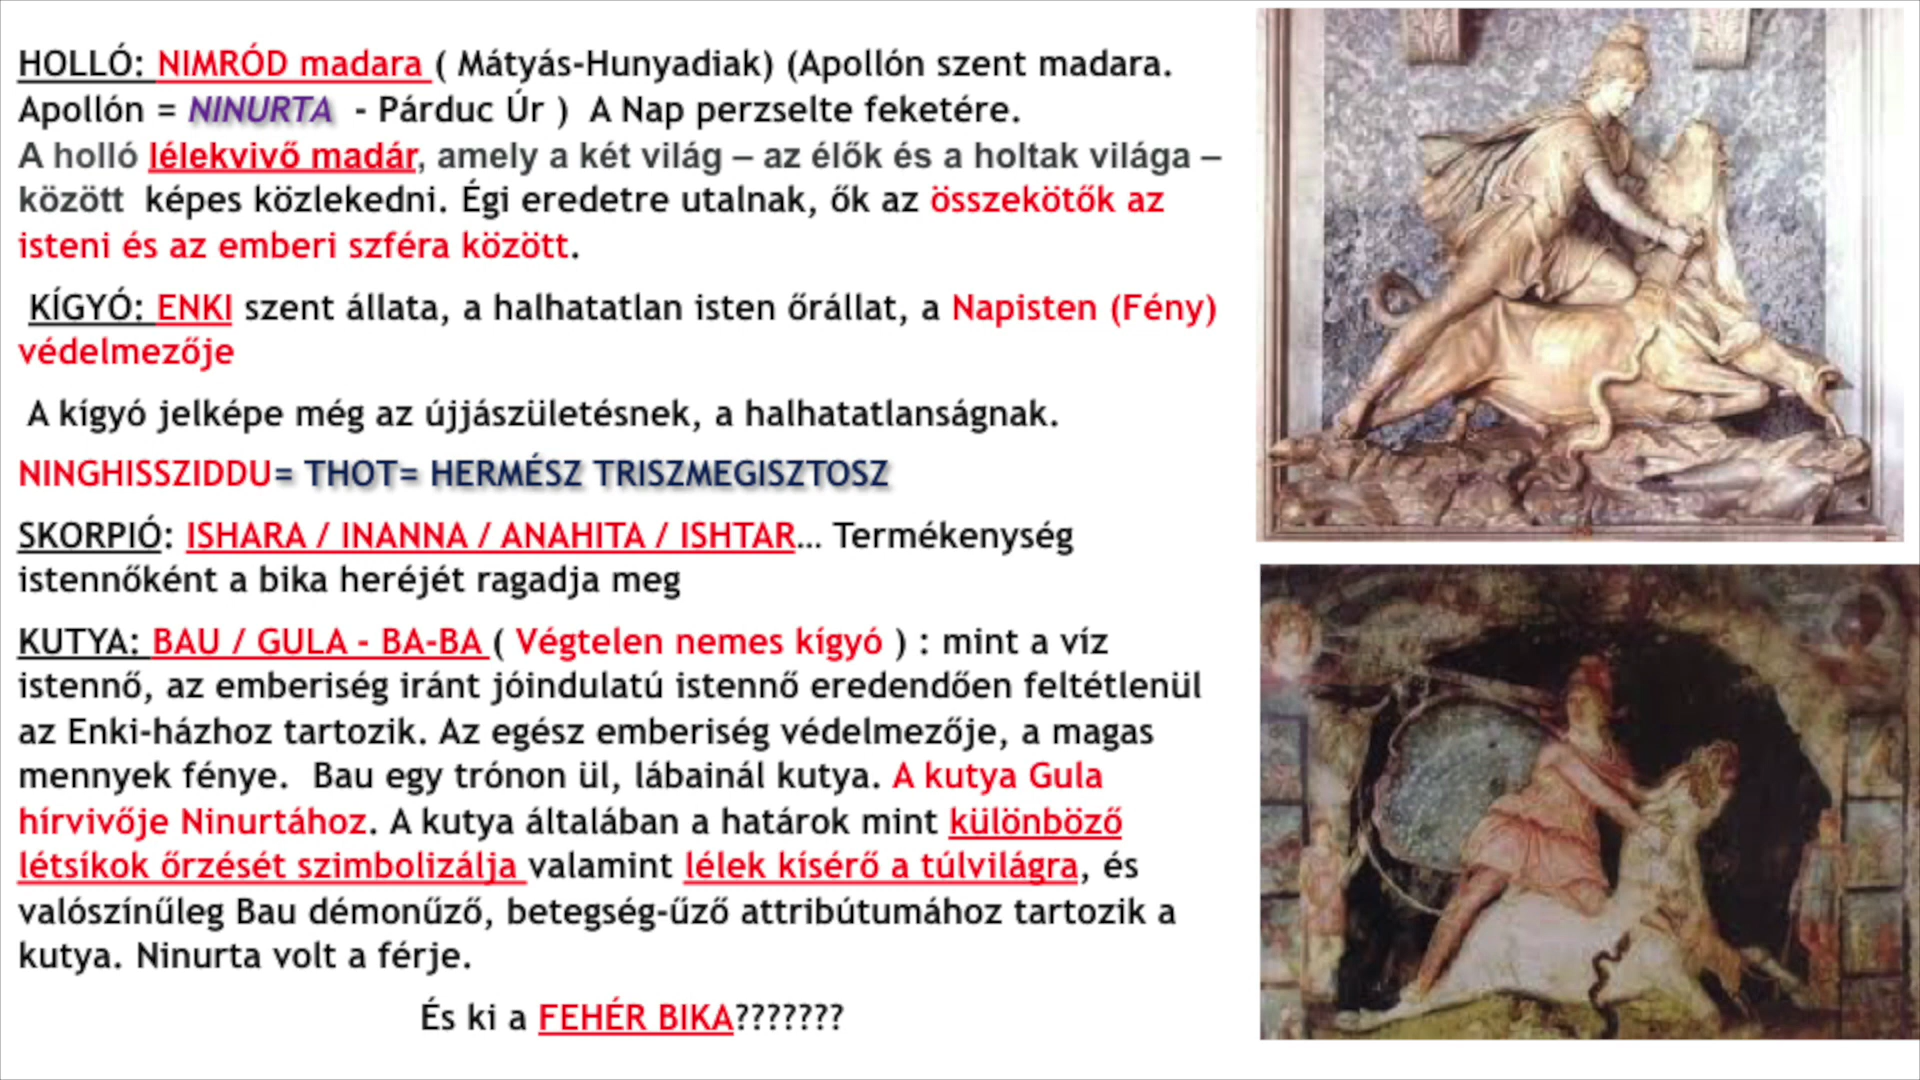 HOLLÓ: NIMRÓD madara ( Mátyás-Hunyadiak) (Apollón szent madara.
Apollón = NINURTA - Párduc Úr ) A Nap perzselte feketére.
A holló lélekvivő madár, amely a két világ – az élők és a holtak világa –
között képes közlekedni. Égi eredetre utalnak, ők az összekötők az
isteni és az emberi szféra között.
KÍGYÓ: ENKI szent állata, a halhatatlan isten őrállat, a Napisten (Fény)
védelmezője
A kígyó jelképe még az újjászületésnek, a halhatatlanságnak.
NINGHISSZIDDU= THOT= HERMÉSZ TRISZMEGISZTOSZ
SKORPIÓ: ISHARA / INANNA / ANAHITA / ISHTAR... Termékenység
istennőként a bika heréjét ragadja meg
KUTYA: BAU / GULA - BA-BA ( Végtelen nemes kígyó ) : mint a víz
istennő, az emberiség iránt jóindulatú istennő eredendően feltétlenül
az Enki-házhoz tartozik. Az egész emberiség védelmezője, a magas
mennyek fénye. Bau egy trónon ül, lábainál kutya. A kutya Gula
hírvivője Ninurtához. A kutya általában a határok mint különböző
létsíkok őrzését szimbolizálja valamint lélek kísérő a túlvilágra, és
valószínűleg Bau démonűző, betegség-űző attribútumához tartozik a
kutya. Ninurta volt a férje.
És ki a FEHÉR BIKA???????